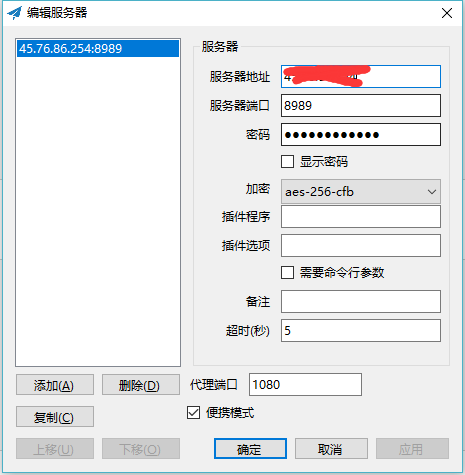 编辑服务器
45.76.86.254:8989
服务器
服务器地址
服务器端口 8989
密码 ●●●●●●●●●●●●
显示密码
加密 aes-256-cfb
插件程序
插件选项
需要命令行参数
备注
超时(秒) 5
添加(A) 删除(D) 代理端口 1080
复制(C) 便携模式
上移(U) 下移(O) 确定 取消 应用